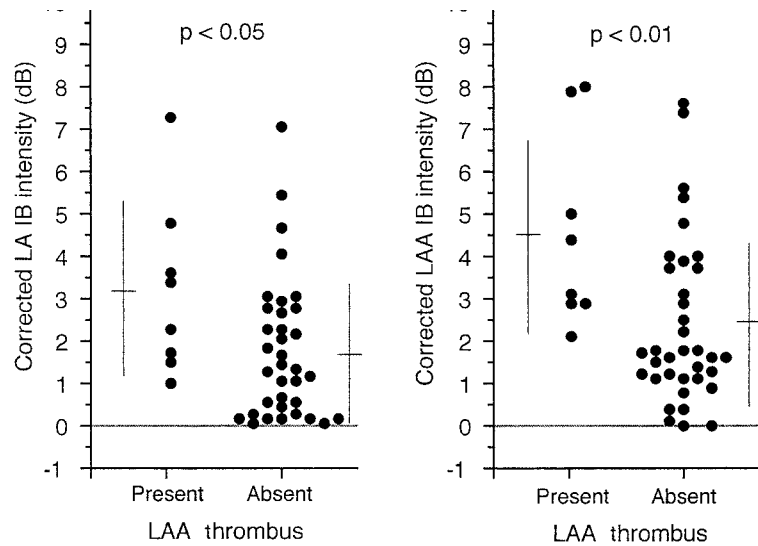 p < 0.05
Corrected LA IB intensity (dB)
9
8
7
6
5
4
3
2
1
0
-1
Present
Absent
LAA thrombus
p < 0.01
Corrected LAA IB intensity (dB)
9
8
7
6
5
4
3
2
1
0
-1
Present
Absent
LAA thrombus